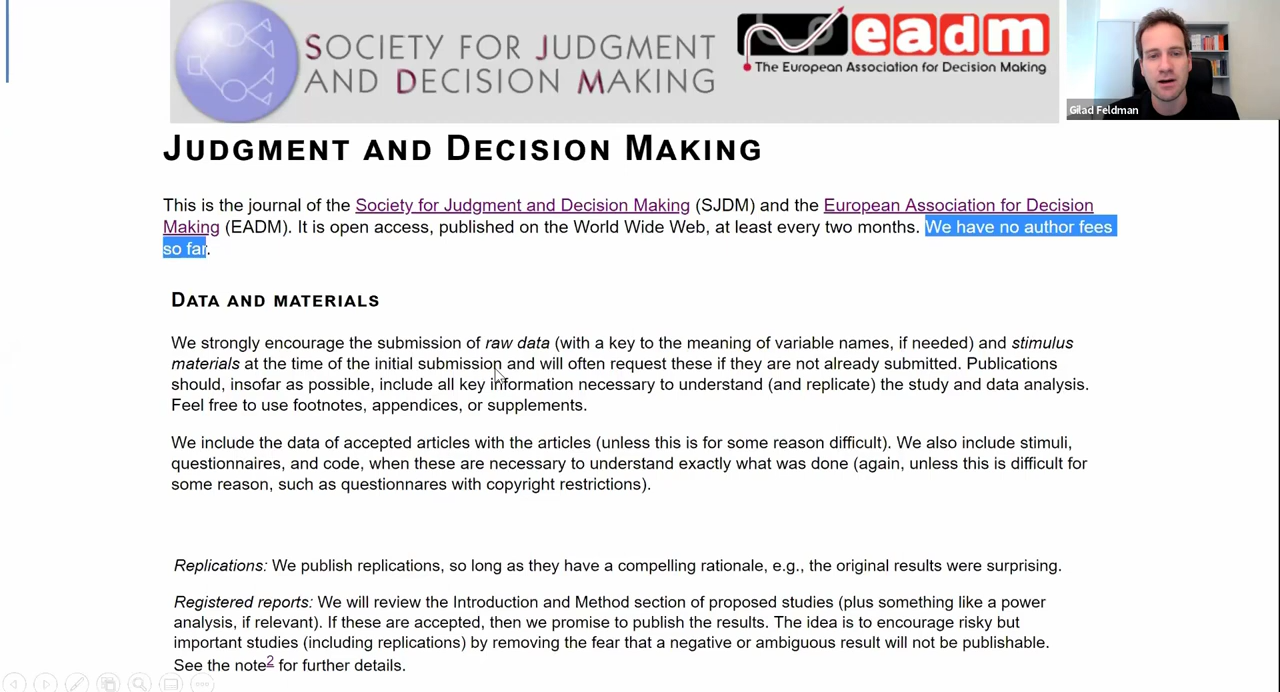 SOCIETY FOR JUDGMENT
AND DECISION MAKING
eadm
The European Association for Decision Making
Gilad Feldman
JUDGMENT AND DECISION MAKING
This is the journal of the Society for Judgment and Decision Making (SJDM) and the European Association for Decision
Making (EADM). It is open access, published on the World Wide Web, at least every two months. We have no author fees
so far.
DATA AND MATERIALS
We strongly encourage the submission of raw data (with a key to the meaning of variable names, if needed) and stimulus
materials at the time of the initial submission and will often request these if they are not already submitted. Publications
should, insofar as possible, include all key information necessary to understand (and replicate) the study and data analysis.
Feel free to use footnotes, appendices, or supplements.
We include the data of accepted articles with the articles (unless this is for some reason difficult). We also include stimuli,
questionnaires, and code, when these are necessary to understand exactly what was done (again, unless this is difficult for
some reason, such as questionnares with copyright restrictions).
Replications: We publish replications, so long as they have a compelling rationale, e.g., the original results were surprising.
Registered reports: We will review the Introduction and Method section of proposed studies (plus something like a power
analysis, if relevant). If these are accepted, then we promise to publish the results. The idea is to encourage risky but
important studies (including replications) by removing the fear that a negative or ambiguous result will not be publishable.
See the note2 for further details.